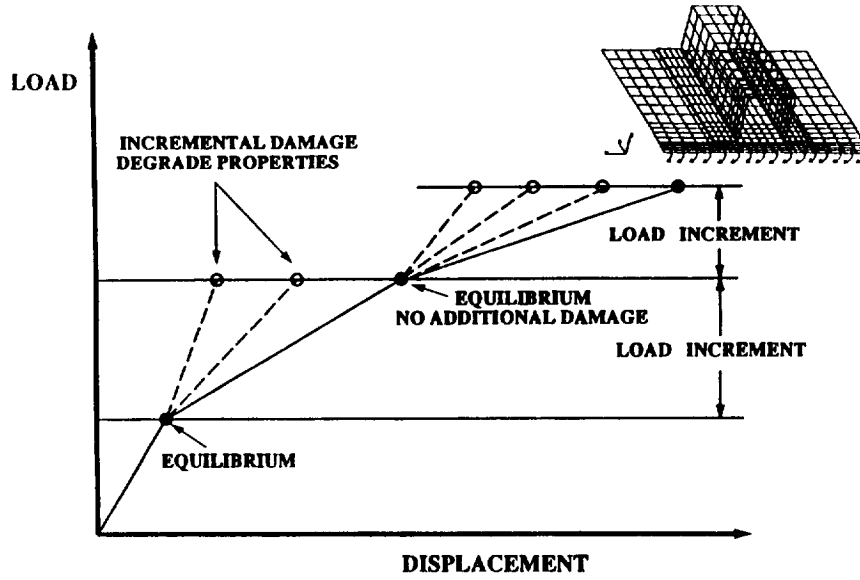 LOAD
INCREMENTAL DAMAGE
DEGRADE PROPERTIES
LOAD INCREMENT
EQUILIBRIUM
NO ADDITIONAL DAMAGE
LOAD INCREMENT
EQUILIBRIUM
DISPLACEMENT